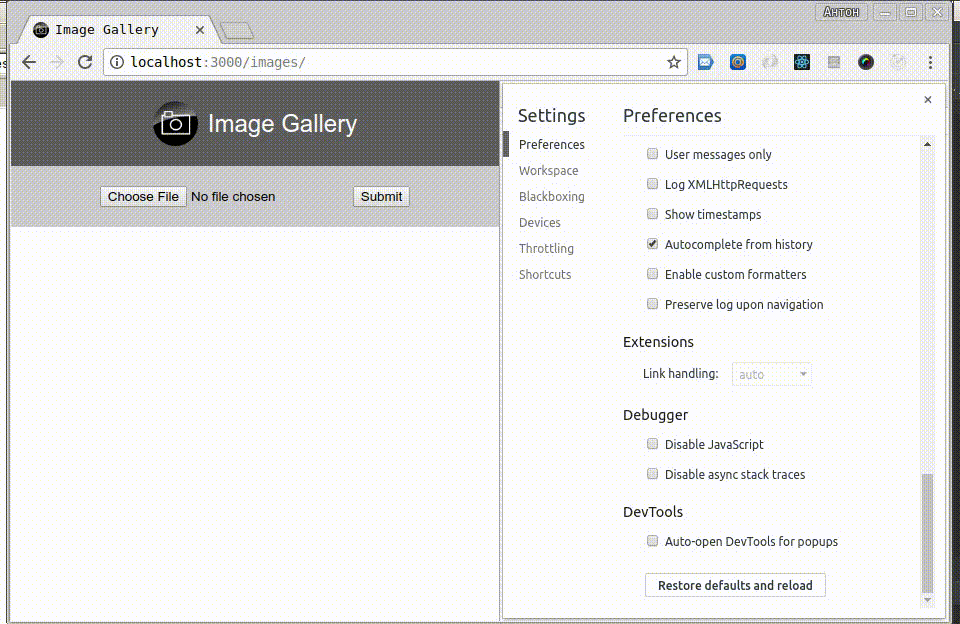 Антон
Image Gallery
localhost:3000/images/
Image Gallery
Choose File No file chosen Submit
Settings
Preferences
Workspace
Blackboxing
Devices
Throttling
Shortcuts
Preferences
User messages only
Log XMLHttpRequests
Show timestamps
Autocomplete from history
Enable custom formatters
Preserve log upon navigation
Extensions
Link handling: auto
Debugger
Disable JavaScript
Disable async stack traces
DevTools
Auto-open DevTools for popups
Restore defaults and reload